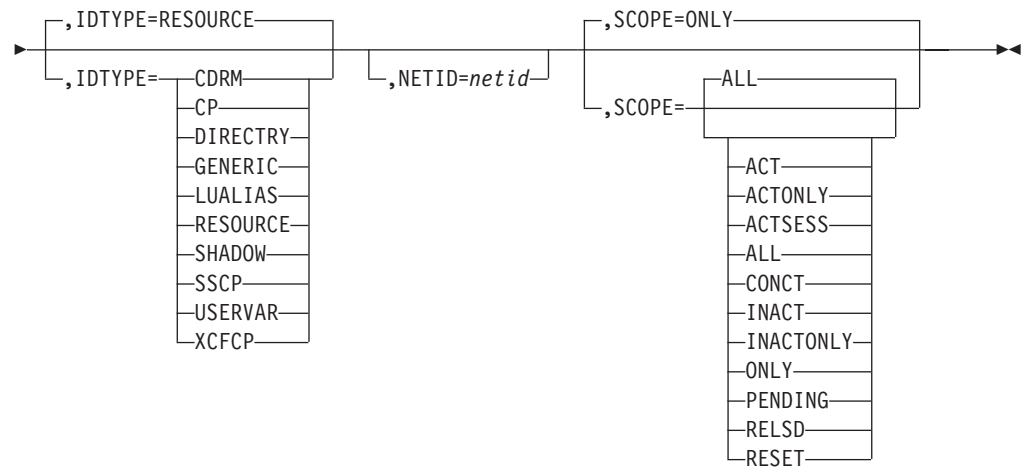 ,IDTYPE=RESOURCE
,IDTYPE=
CDRM
CP
DIRECTRY
GENERIC
LUALIAS
RESOURCE
SHADOW
SSCP
USERVAR
XCFCP
,NETID=netid
,SCOPE=ONLY
,SCOPE=
ALL
ACT
ACTONLY
ACTSESS
ALL
CONCT
INACT
INACTONLY
ONLY
PENDING
RELSD
RESET